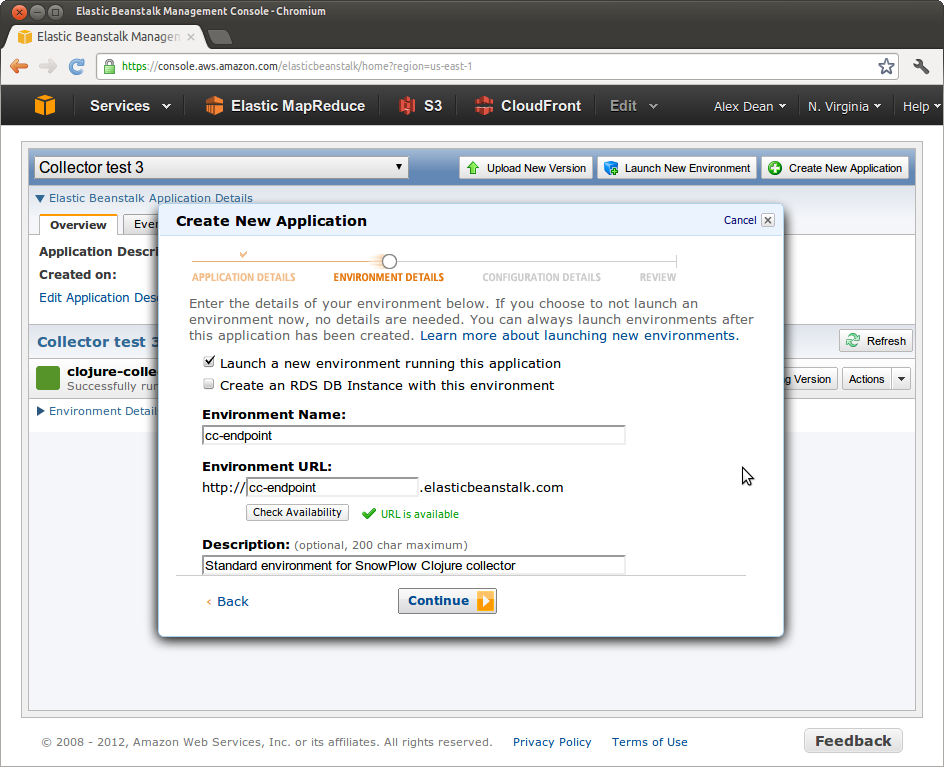 Elastic Beanstalk Management Console - Chromium
Elastic Beanstalk Managen
https://console.aws.amazon.com/elasticbeanstalk/home?region=us-east-1
Services Elastic MapReduce S3 CloudFront Edit Alex Dean N. Virginia Help
Collector test 3 Upload New Version Launch New Environment Create New Application
Elastic Beanstalk Application Details
Overview Ever
Application Descri
Created on:
Edit Application Desc
Collector test 3 Refresh
clojure-colle
Successfully run g Version Actions
Environment Detail
Create New Application Cancel
APPLICATION DETAILS ENVIRONMENT DETAILS CONFIGURATION DETAILS REVIEW
Enter the details of your environment below. If you choose to not launch an
environment now, no details are needed. You can always launch environments after
this application has been created. Learn more about launching new environments.
Launch a new environment running this application
Create an RDS DB Instance with this environment
Environment Name:
cc-endpoint
Environment URL:
http://cc-endpoint.elasticbeanstalk.com
Check Availability URL is available
Description: (optional, 200 char maximum)
Standard environment for SnowPlow Clojure collector
‹ Back Continue
© 2008 - 2012, Amazon Web Services, Inc. or its affiliates. All rights reserved. Privacy Policy Terms of Use Feedback